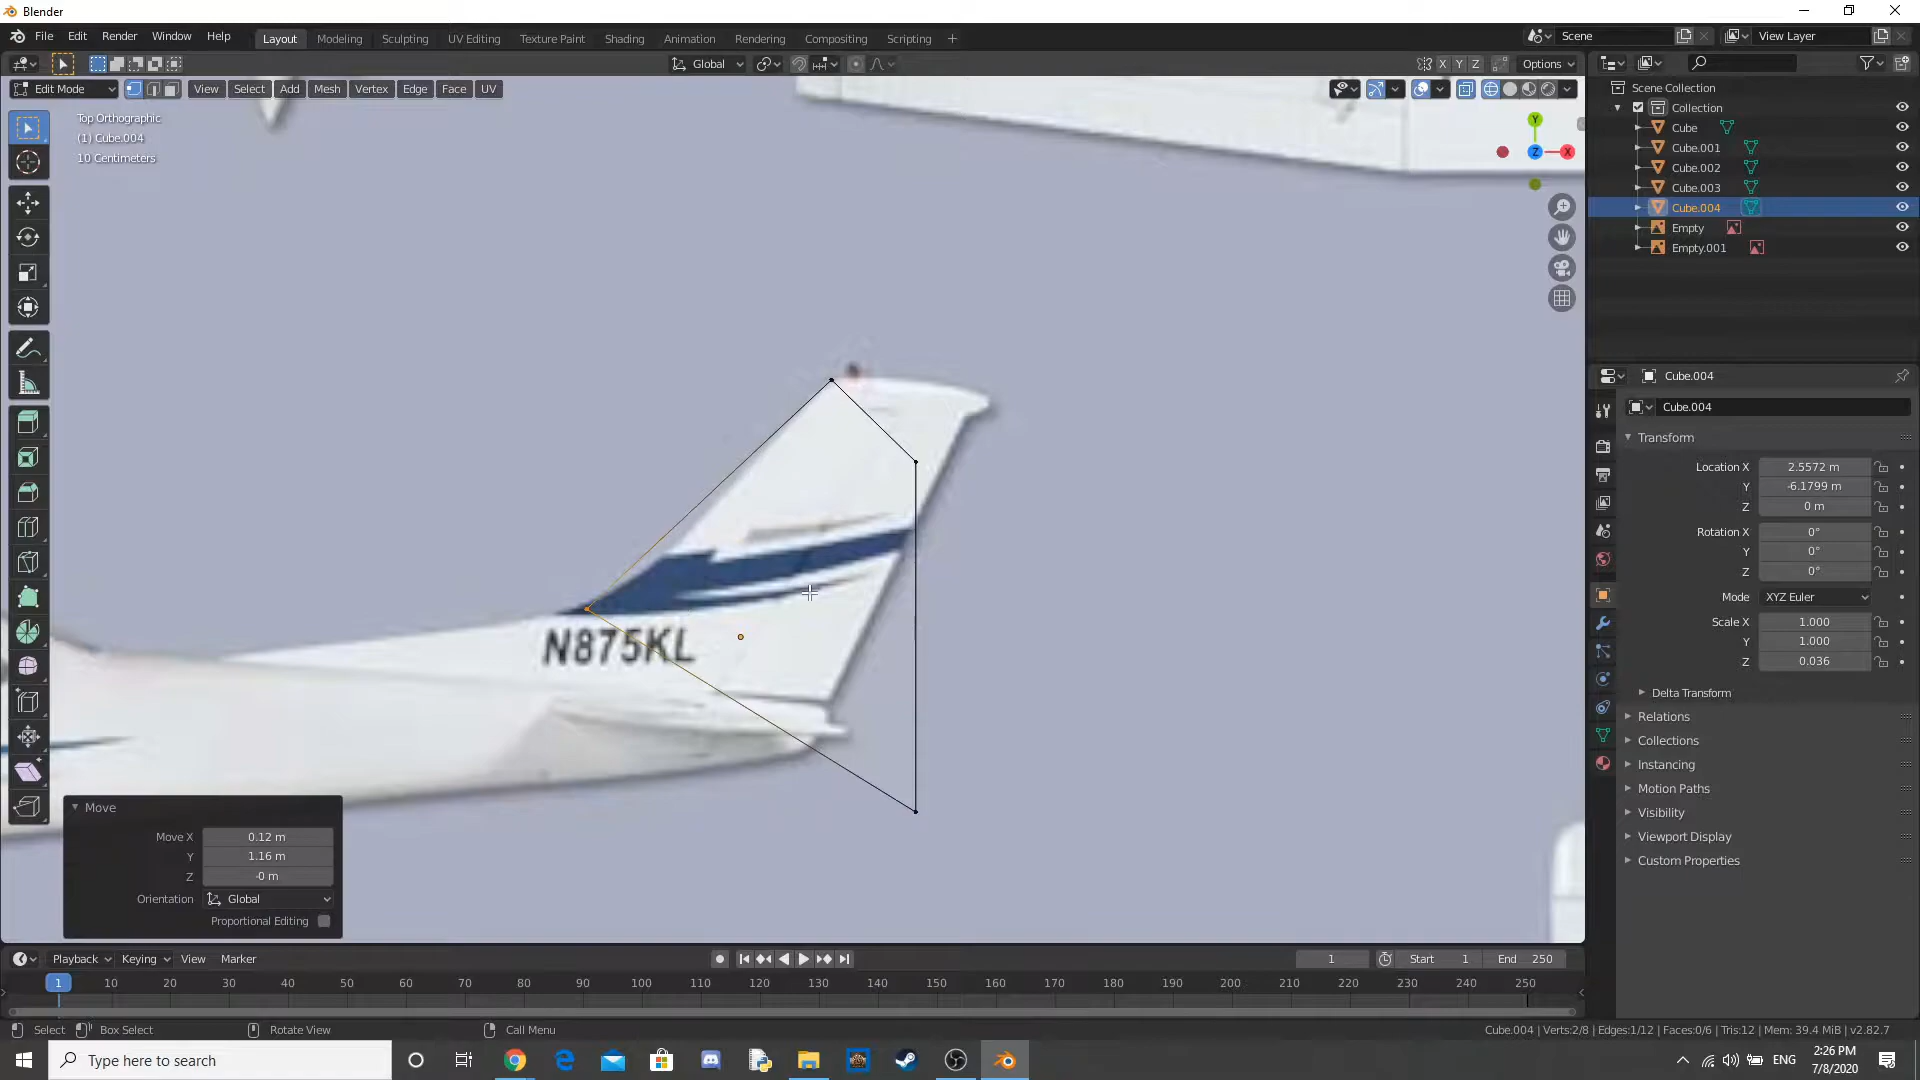 Blender
File Edit Render Window Help
Layout Modeling Sculpting UV Editing Texture Paint Shading Animation Rendering Compositing Scripting +
Scene
View Layer
Global
X Y Z
Options
Edit Mode
View Select Add Mesh Vertex Edge Face UV
Top Orthographic
(1) Cube.004
10 Centimeters
Y
Z
X
N875KL
Scene Collection
Collection
Cube
Cube.001
Cube.002
Cube.003
Cube.004
Empty
Empty.001
Cube.004
Cube.004
Transform
Location X 2.5572 m
Y -6.1799 m
Z 0 m
Rotation X 0°
Y 0°
Z 0°
Mode XYZ Euler
Scale X 1.000
Y 1.000
Z 0.036
Delta Transform
Relations
Collections
Instancing
Motion Paths
Visibility
Viewport Display
Custom Properties
Move
Move X 0.12 m
Y 1.16 m
Z -0 m
Orientation Global
Proportional Editing
Playback Keying View Marker
1
Start 1
End 250
1 10 20 30 40 50 60 70 80 90 100 110 120 130 140 150 160 170 180 190 200 210 220 230 240 250
Select Box Select Rotate View Call Menu
Cube.004 | Verts:2/8 | Edges:1/12 | Faces:0/6 | Tris:12 | Mem: 39.4 MiB | v2.82.7
Type here to search
ENG
2:26 PM
7/8/2020